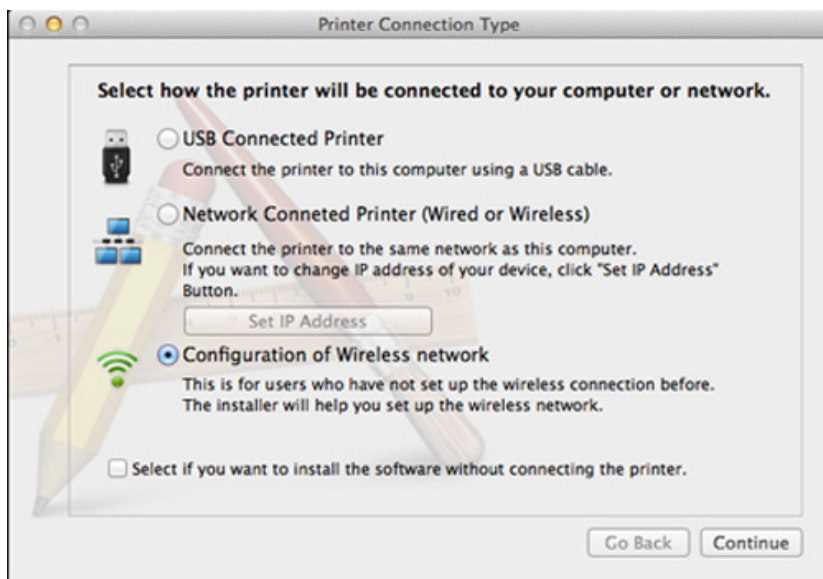 Printer Connection Type
Select how the printer will be connected to your computer or network.
USB Connected Printer
Connect the printer to this computer using a USB cable.
Network Conneted Printer (Wired or Wireless)
Connect the printer to the same network as this computer.
If you want to change IP address of your device, click "Set IP Address"
Button.
Set IP Address
Configuration of Wireless network
This is for users who have not set up the wireless connection before.
The installer will help you set up the wireless network.
Select if you want to install the software without connecting the printer.
Go Back Continue